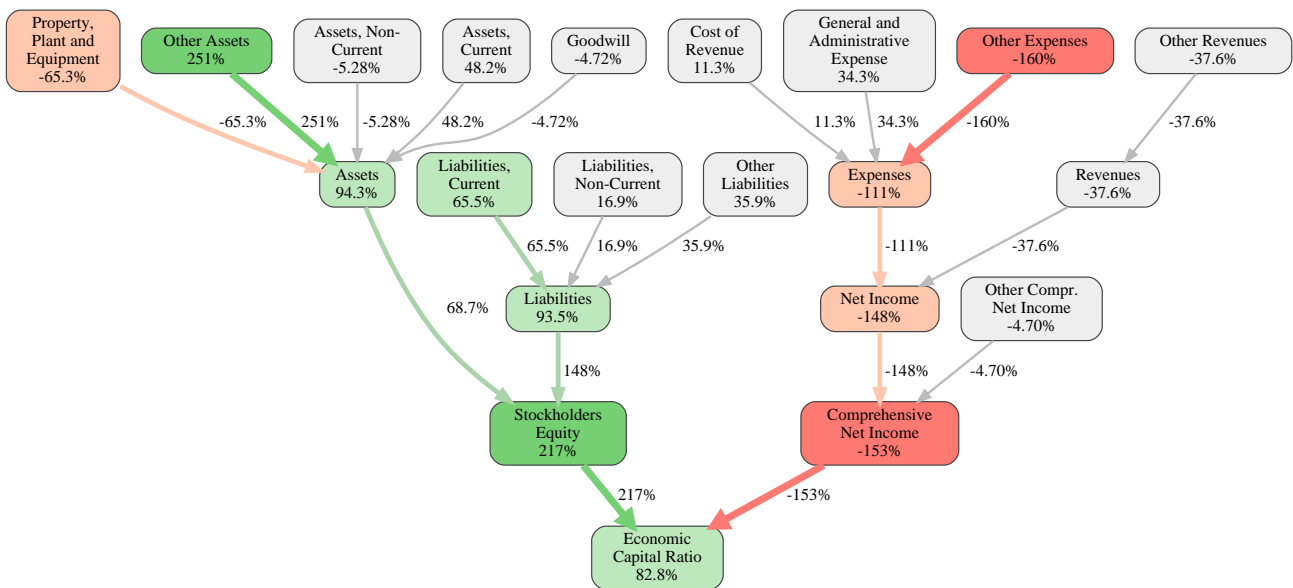 Property,
Plant and
Equipment
-65.3%
Other Assets
251%
Assets, Non-
Current
-5.28%
Assets,
Current
48.2%
Goodwill
-4.72%
Cost of
Revenue
11.3%
General and
Administrative
Expense
34.3%
Other Expenses
-160%
Other Revenues
-37.6%
-65.3%
251%
-5.28%
48.2%
-4.72%
11.3%
34.3%
-160%
-37.6%
Assets
94.3%
Liabilities,
Current
65.5%
Liabilities,
Non-Current
16.9%
Other
Liabilities
35.9%
Expenses
-111%
Revenues
-37.6%
65.5%
16.9%
35.9%
-111%
-37.6%
68.7%
Liabilities
93.5%
Net Income
-148%
Other Compr.
Net Income
-4.70%
148%
-148%
-4.70%
Stockholders
Equity
217%
Comprehensive
Net Income
-153%
217%
-153%
Economic
Capital Ratio
82.8%